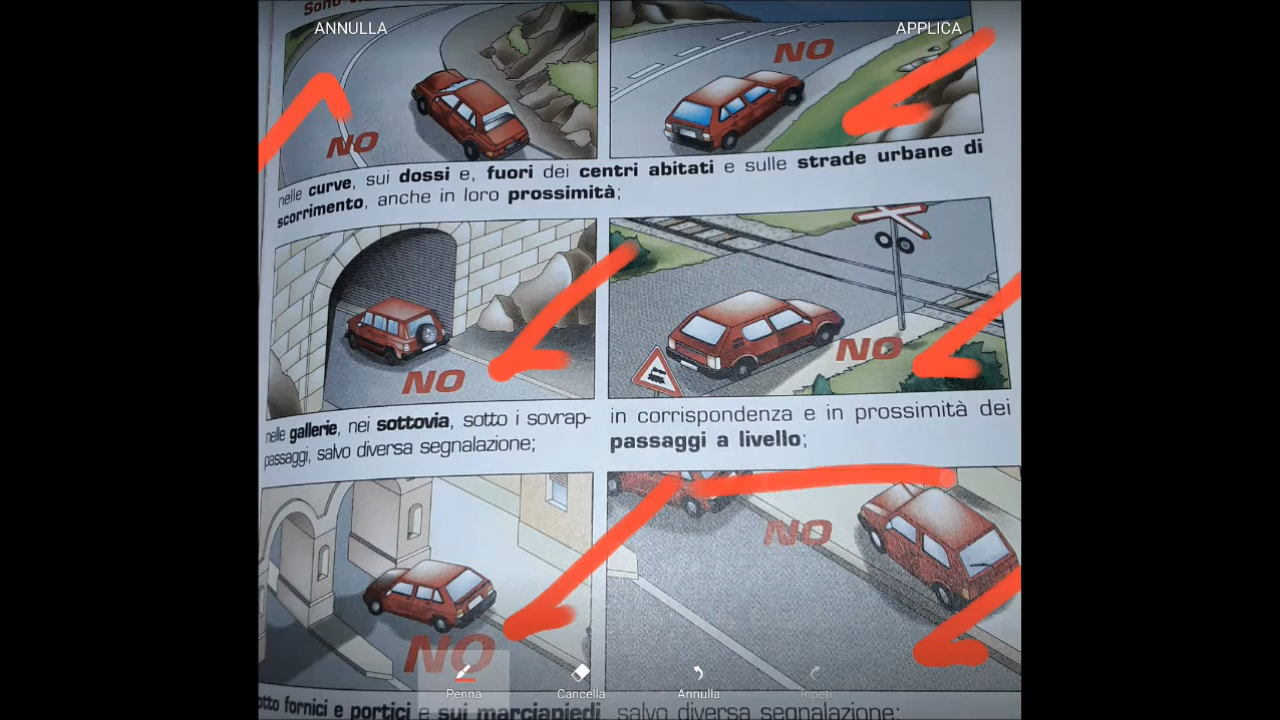 Sono
ANNULLA
APPLICA
NO
NO
nelle curve, sui dossi e, fuori dei centri abitati e sulle strade urbane di
scorrimento, anche in loro prossimità;
NO
NO
nelle gallerie, nei sottovia, sotto i sovrap-
passaggi, salvo diversa segnalazione;
in corrispondenza e in prossimità dei
passaggi a livello;
NO
NO
Penna
Cancella
Annulla
Ripeti
otto fornici e portici e sui marciapiedi, salvo diversa segnalazione;